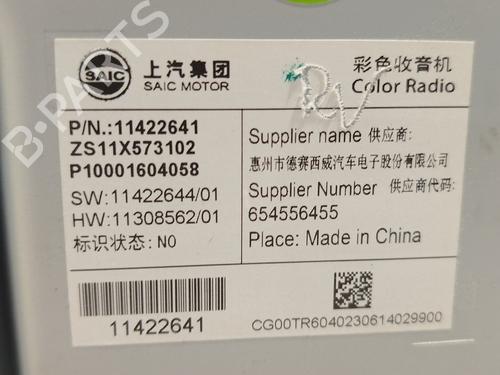 SAIC
上汽集团
SAIC MOTOR
彩色收音机
Color Radio
P/N.:11422641
ZS11X573102
P10001604058
SW:11422644/01
HW:11308562/01
标识状态: NO
Supplier name 供应商:
惠州市德赛西威汽车电子股份有限公司
Supplier Number 供应商代码:
654556455
Place: Made in China
11422641
CG00TR6040230614029900
B-PARTS